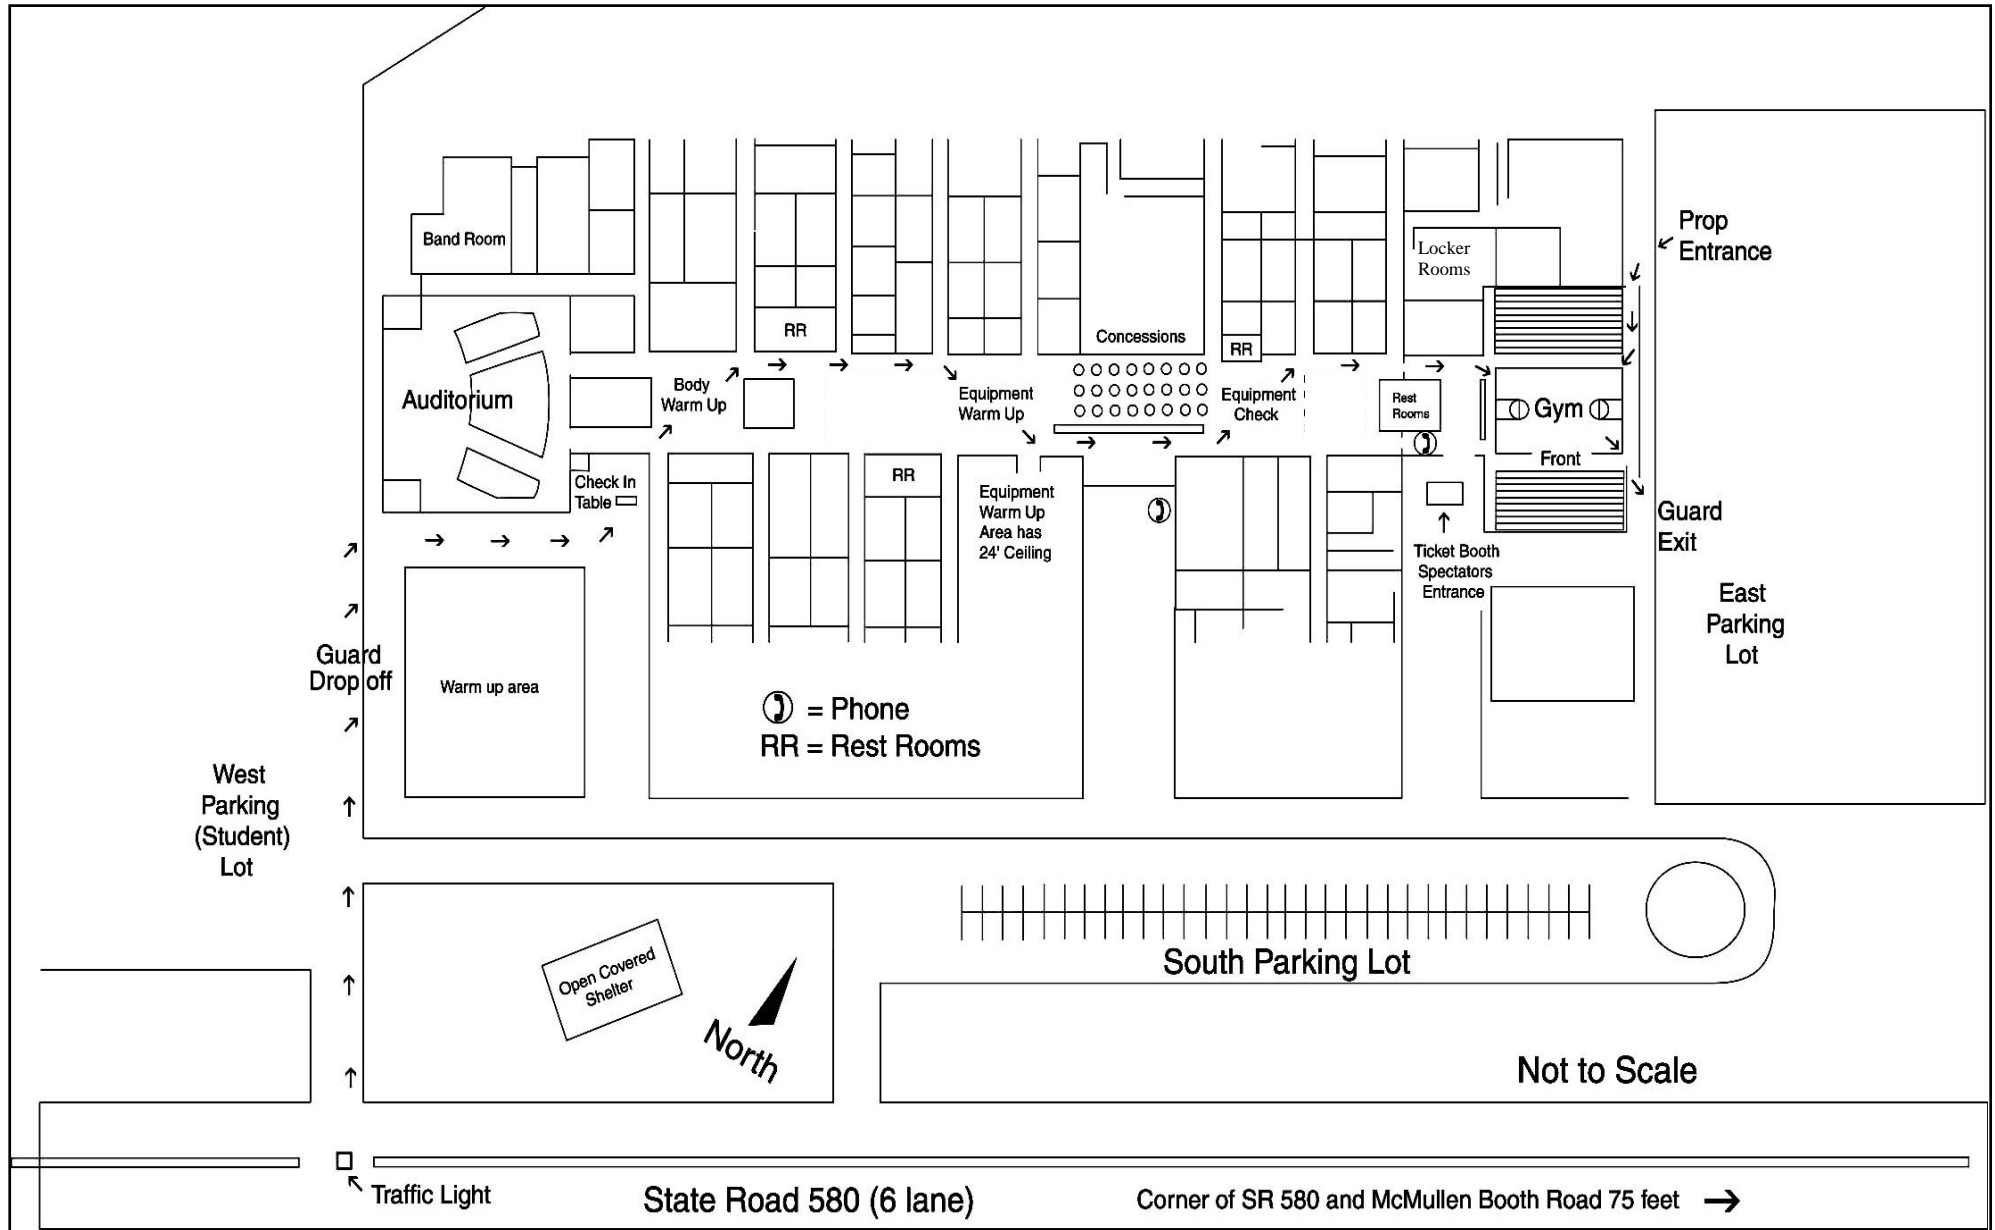 Prop
Entrance
Band Room
Locker
Rooms
RR
Concessions
RR
Auditorium
Body
Warm Up
Equipment
Warm Up
Equipment
Check
Rest
Rooms
Gym
Front
Check In
Table
RR
Equipment
Warm Up
Area has
24' Ceiling
Guard
Exit
Ticket Booth
Spectators
Entrance
East
Parking
Lot
Guard
Drop off
Warm up area
= Phone
RR = Rest Rooms
West
Parking
(Student)
Lot
Open Covered
Shelter
North
South Parking Lot
Not to Scale
Traffic Light
State Road 580 (6 lane)
Corner of SR 580 and McMullen Booth Road 75 feet